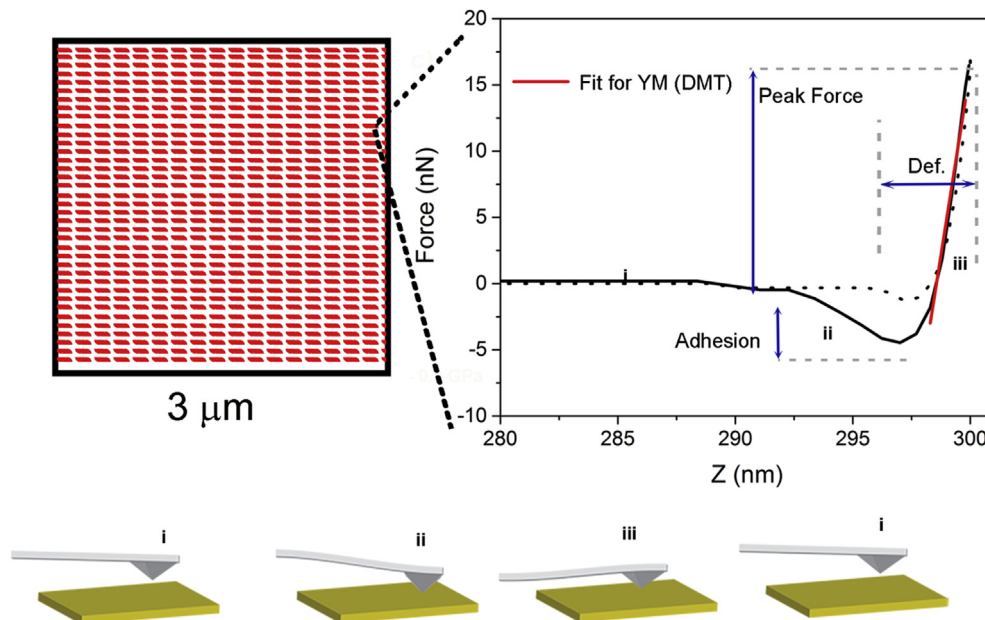 3 μm
Force (nN)
20
15
10
5
0
-5
-10
280
285
290
295
300
Z (nm)
Fit for YM (DMT)
Peak Force
Def.
Adhesion
i
ii
iii
i
ii
iii
i